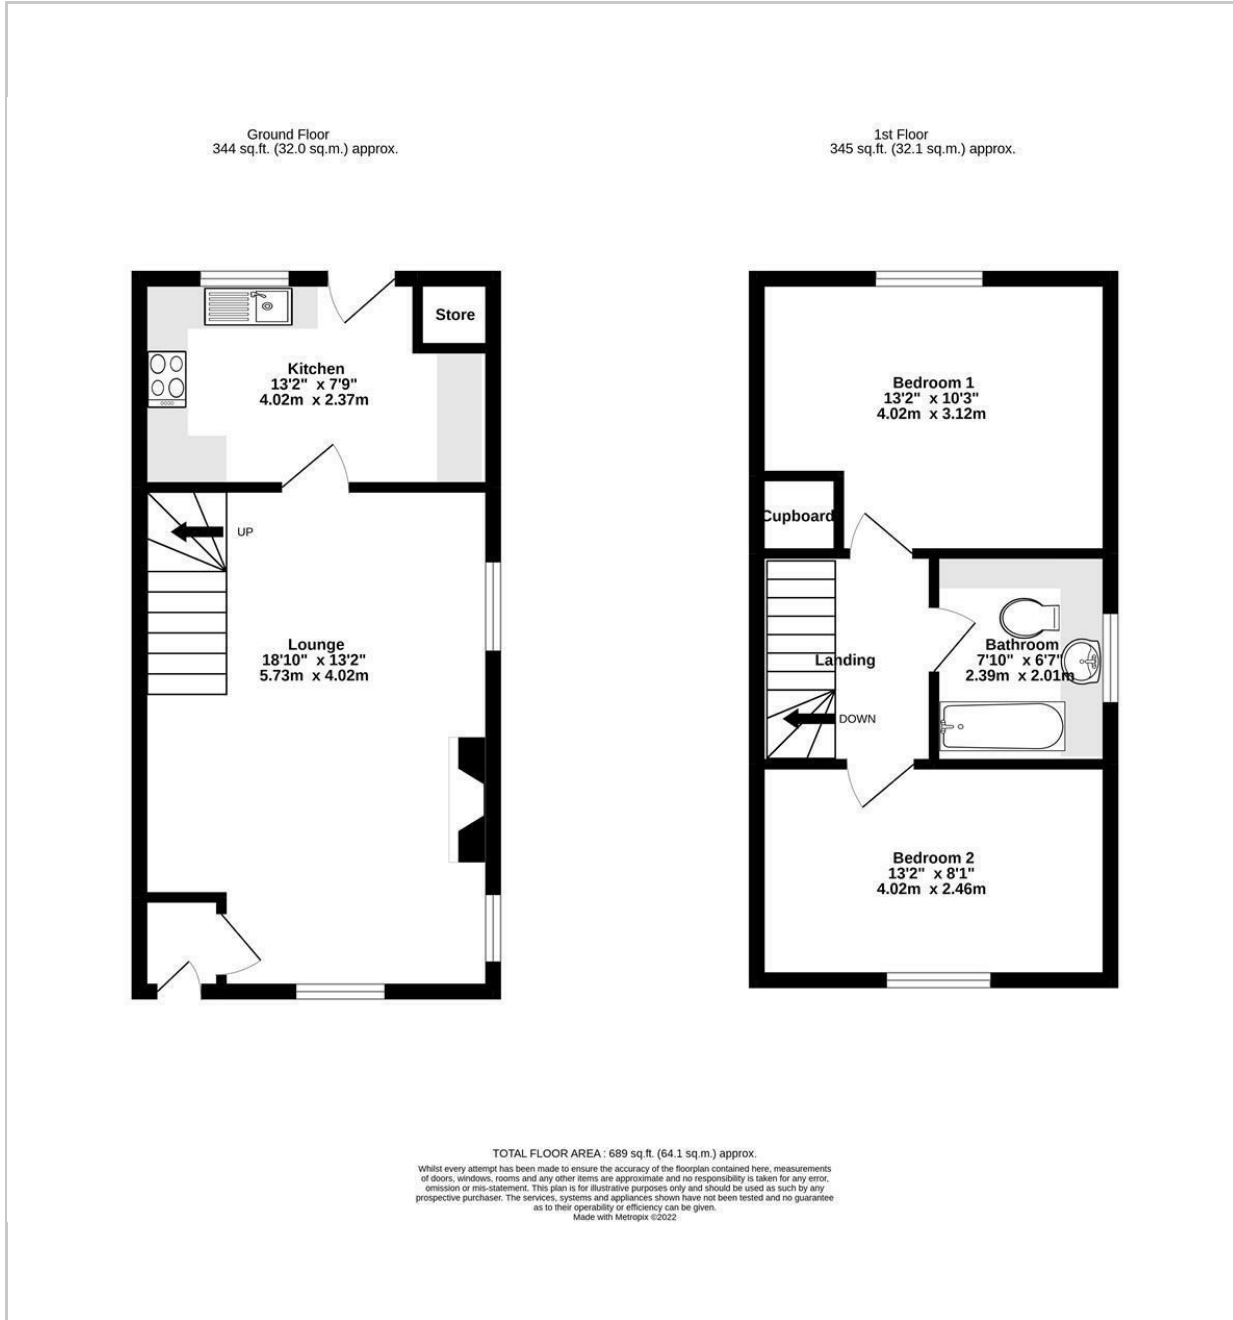 Ground Floor
344 sq.ft. (32.0 sq.m.) approx.
1st Floor
345 sq.ft. (32.1 sq.m.) approx.
Store
Kitchen
13'2" x 7'9"
4.02m x 2.37m
UP
Lounge
18'10" x 13'2"
5.73m x 4.02m
Bedroom 1
13'2" x 10'3"
4.02m x 3.12m
Cupboard
Landing
DOWN
Bathroom
7'10" x 6'7"
2.39m x 2.01m
Bedroom 2
13'2" x 8'1"
4.02m x 2.46m
TOTAL FLOOR AREA : 689 sq.ft. (64.1 sq.m.) approx.
Whilst every attempt has been made to ensure the accuracy of the floorplan contained here, measurements
of doors, windows, rooms and any other items are approximate and no responsibility is taken for any error,
omission or mis-statement. This plan is for illustrative purposes only and should be used as such by any
prospective purchaser. The services, systems and appliances shown have not been tested and no guarantee
as to their operability or efficiency can be given.
Made with Metropix ©2022